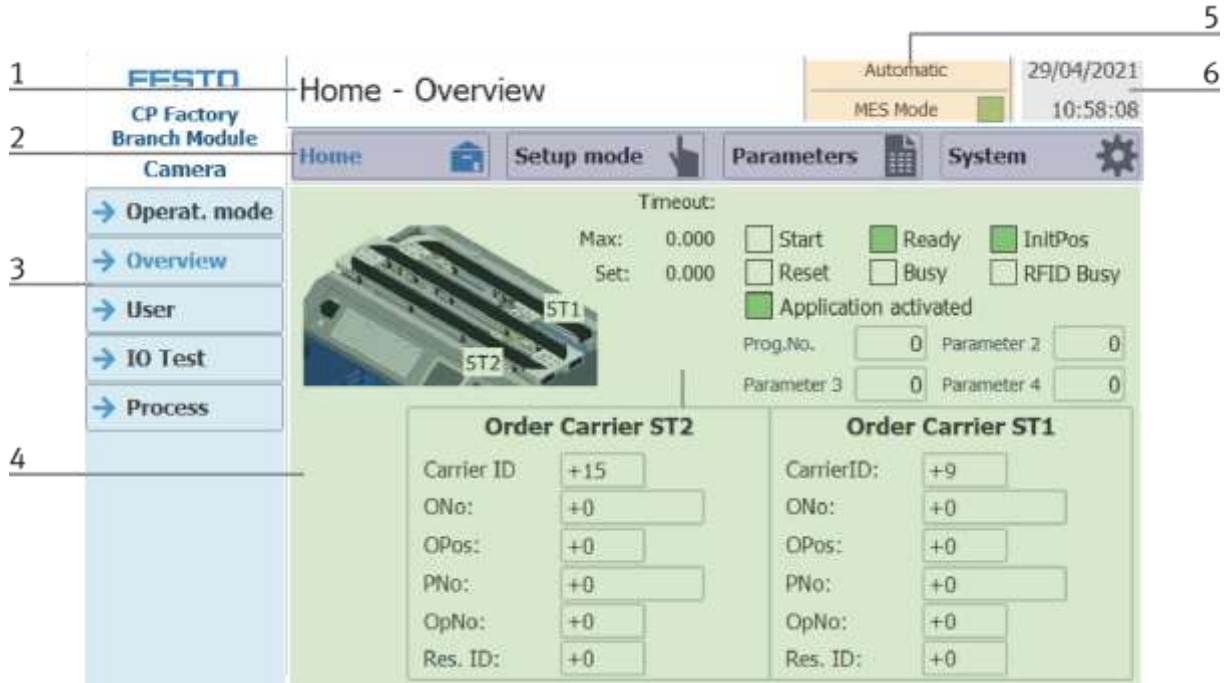 5
1
FESTO
Home - Overview
Automatic
29/04/2021
6
CP Factory
MES Mode
10:58:08
Branch Module
2
Camera
Home
Setup mode
Parameters
System
3
Operat. mode
Overview
User
IO Test
Process
Timeout:
Max: 0.000
Set: 0.000
Start
Ready
InitPos
Reset
Busy
RFID Busy
Application activated
Prog.No. 0
Parameter 2 0
Parameter 3 0
Parameter 4 0
ST1
ST2
4
Order Carrier ST2
Carrier ID +15
ONo: +0
OPos: +0
PNo: +0
OpNo: +0
Res. ID: +0
Order Carrier ST1
CarrierID: +9
ONo: +0
OPos: +0
PNo: +0
OpNo: +0
Res. ID: +0